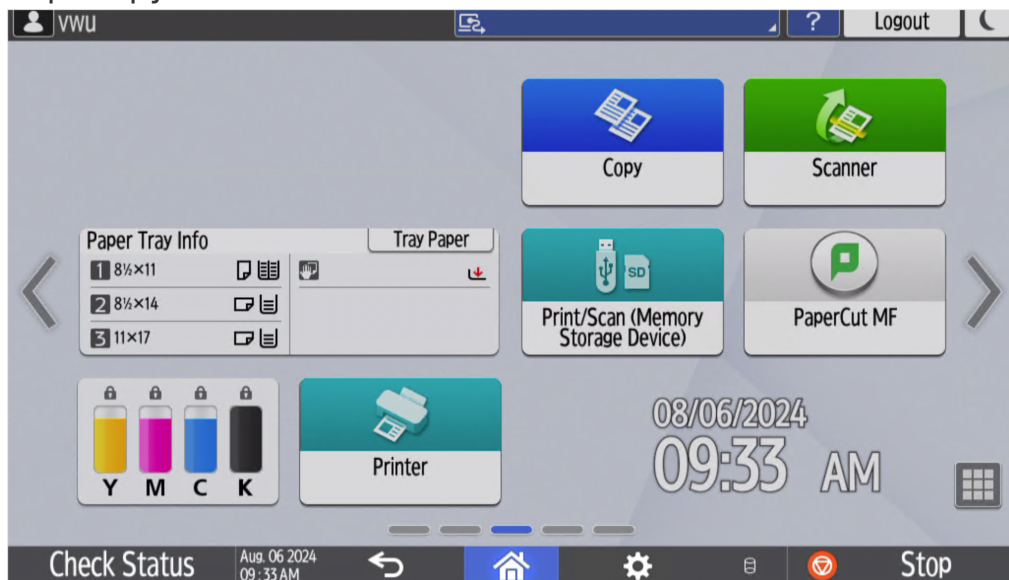 vwu
?
Logout
Copy
Scanner
Paper Tray Info
Tray Paper
1 8½×11
2 8½×14
3 11×17
SD
Print/Scan (Memory
Storage Device)
PaperCut MF
Y M C K
Printer
08/06/2024
09:33 AM
Check Status
Aug. 06 2024
09:33 AM
Stop